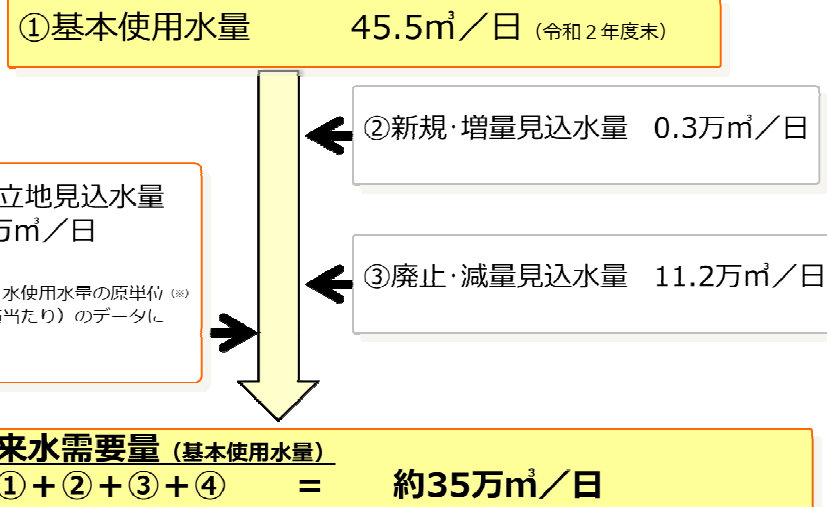 ①基本使用水量 45.5㎥／日（令和２年度末）
②新規･増量見込水量 0.3万㎥／日
立地見込水量
万㎥／日
③廃止･減量見込水量 11.2万㎥／日
水使用水量の原単位（※）
当たり）のデータに
来水需要量（基本使用水量）
①＋②＋③＋④ ＝ 約35万㎥／日